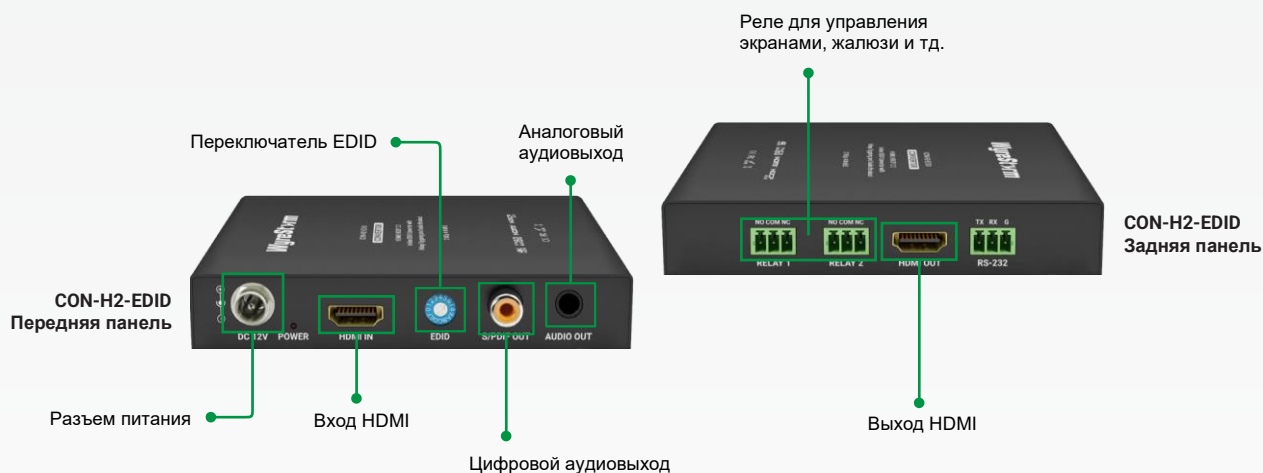 Реле для управления
экранами, жалюзи и тд.
Переключатель EDID
Аналоговый
аудиовыход
WyreStorm
WyreStorm
CON-H2-EDID
Передняя панель
DC 12V
POWER
HDMI IN
EDID
S/PDIF OUT
AUDIO OUT
NO COM NC
NO COM NC
TX RX G
RELAY 1
RELAY 2
HDMI OUT
RS-232
CON-H2-EDID
Задняя панель
Разъем питания
Вход HDMI
Цифровой аудиовыход
Выход HDMI